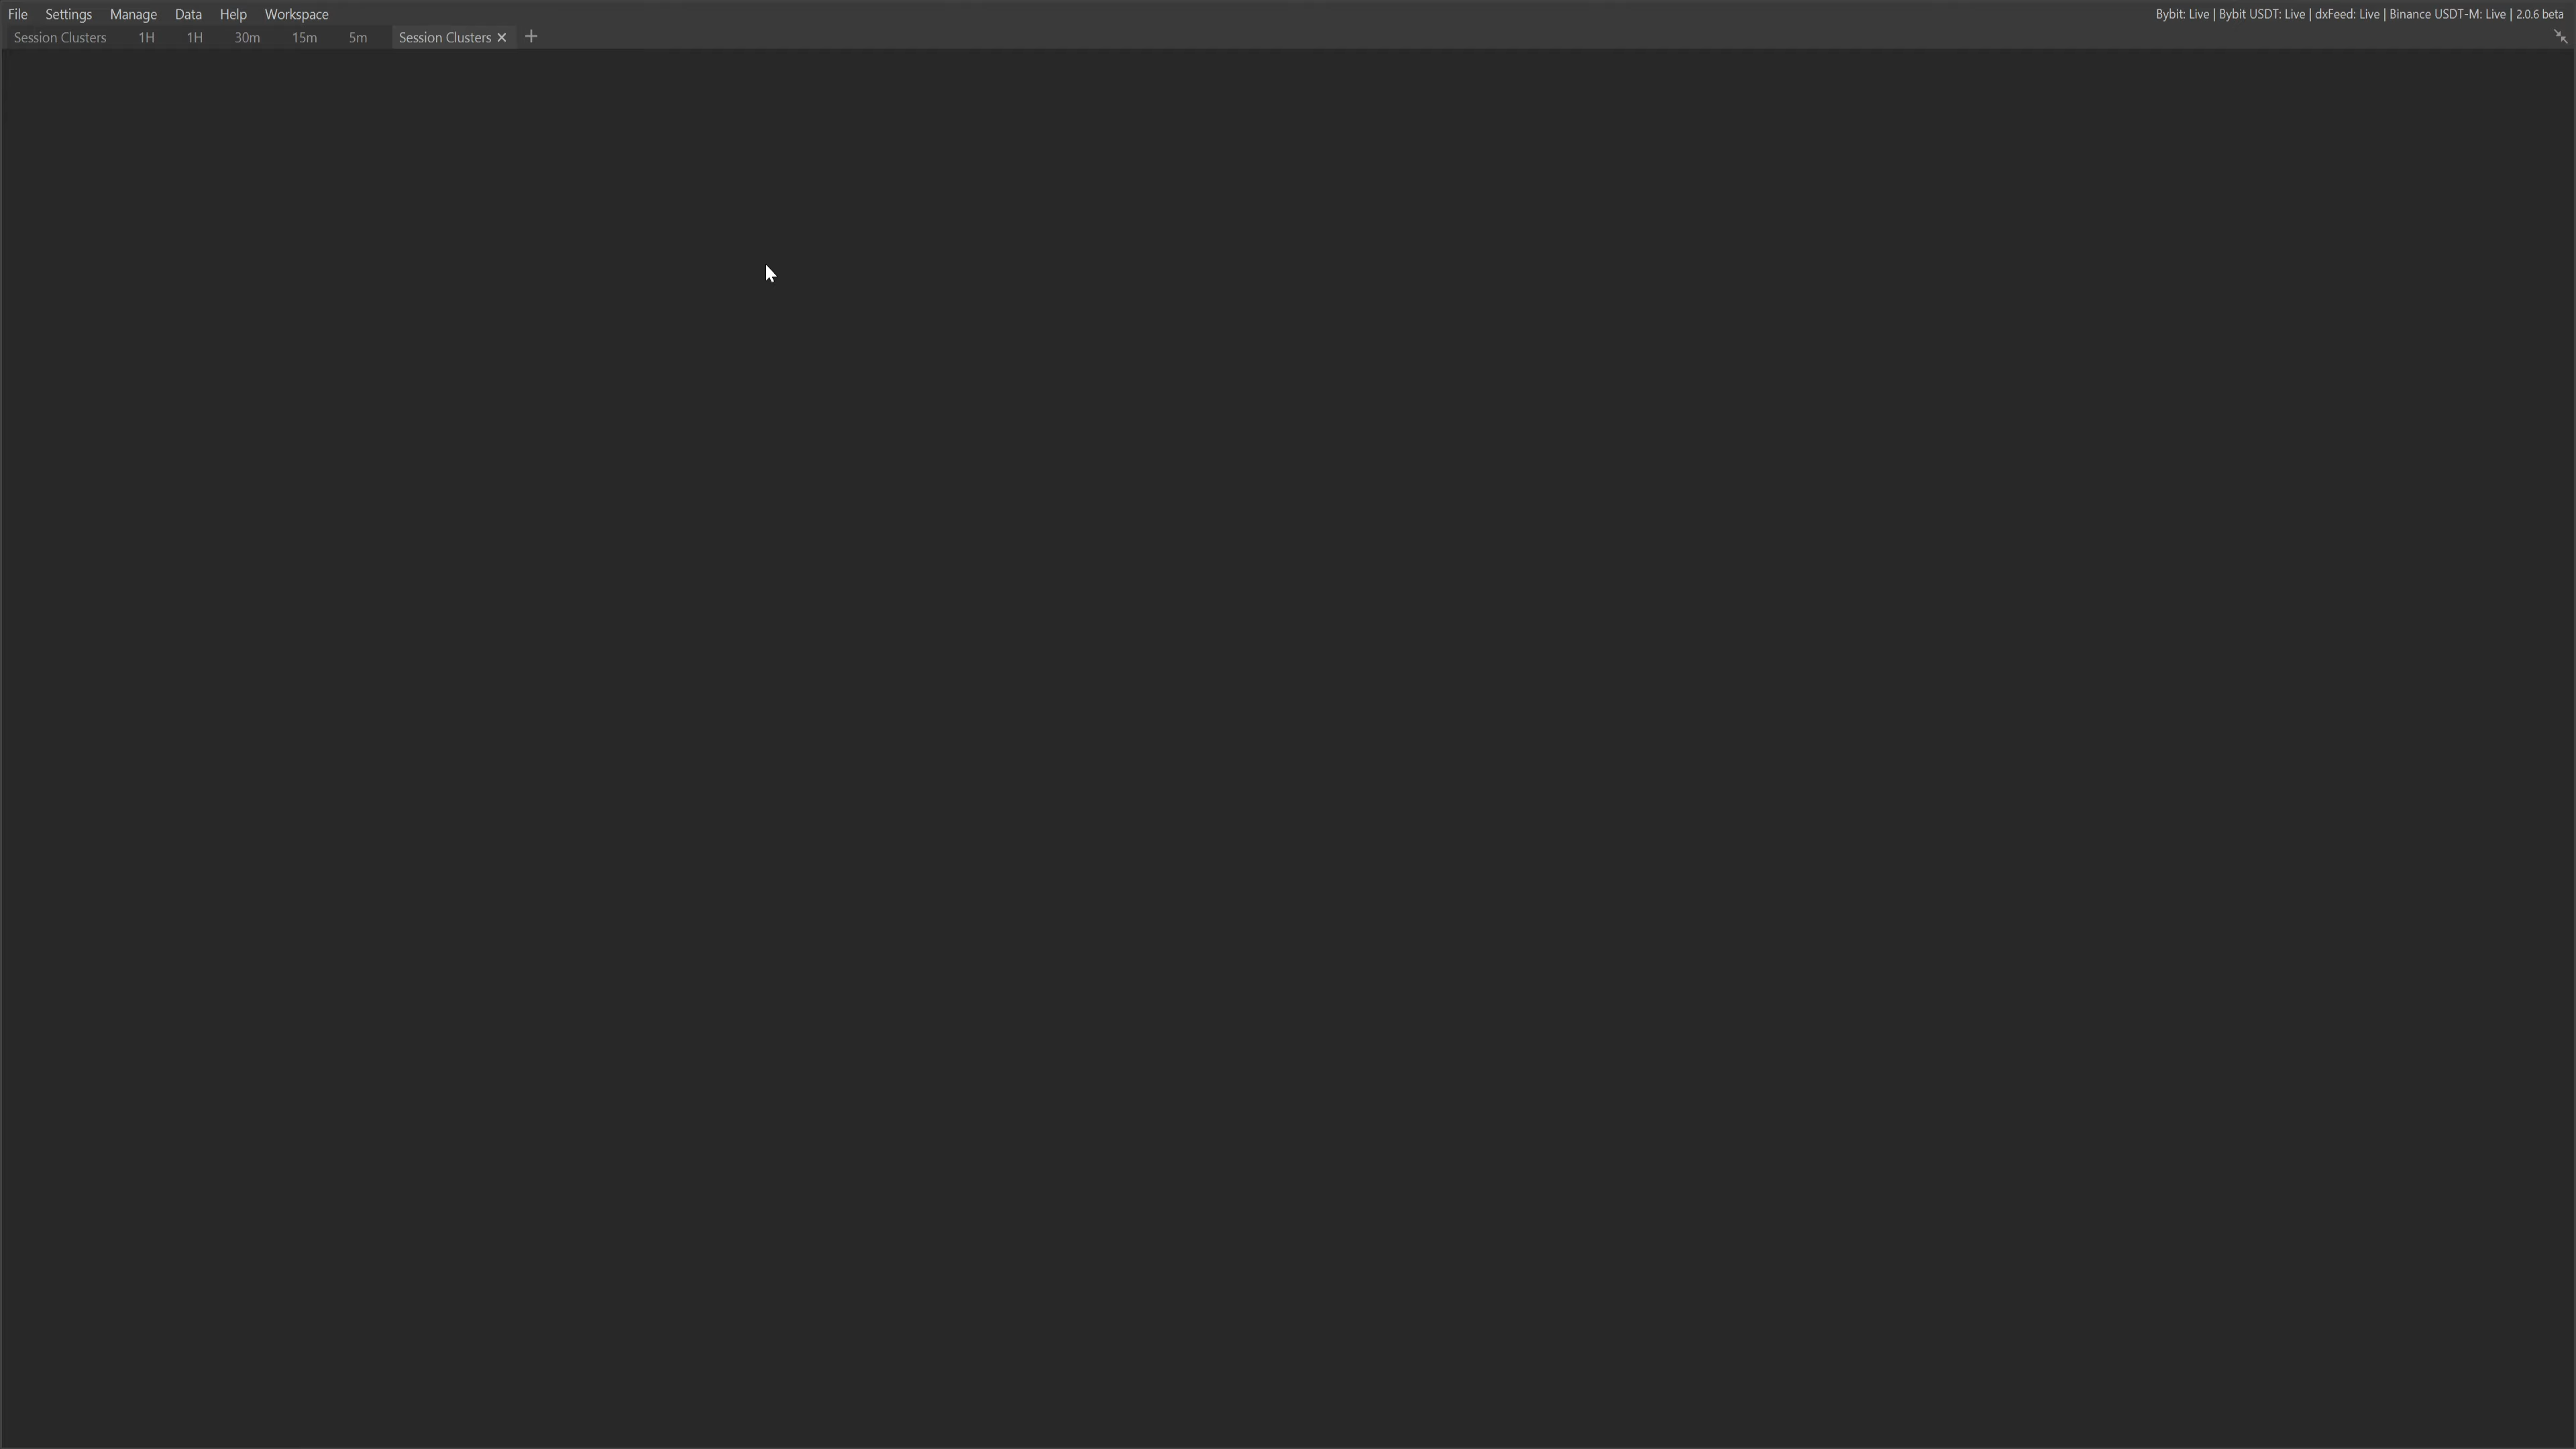 File Settings Manage Data Help Workspace Bybit: Live | Bybit USDT: Live | dxFeed: Live | Binance USDT-M: Live | 2.0.6 beta
Session Clusters 1H 1H 30m 15m 5m Session Clusters